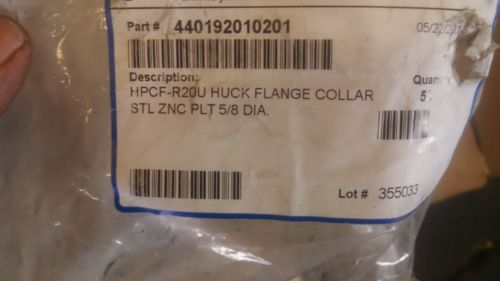 Part # 440192010201
Description:
HPCF-R20U HUCK FLANGE COLLAR
STL ZNC PLT 5/8 DIA.
Lot # 355033